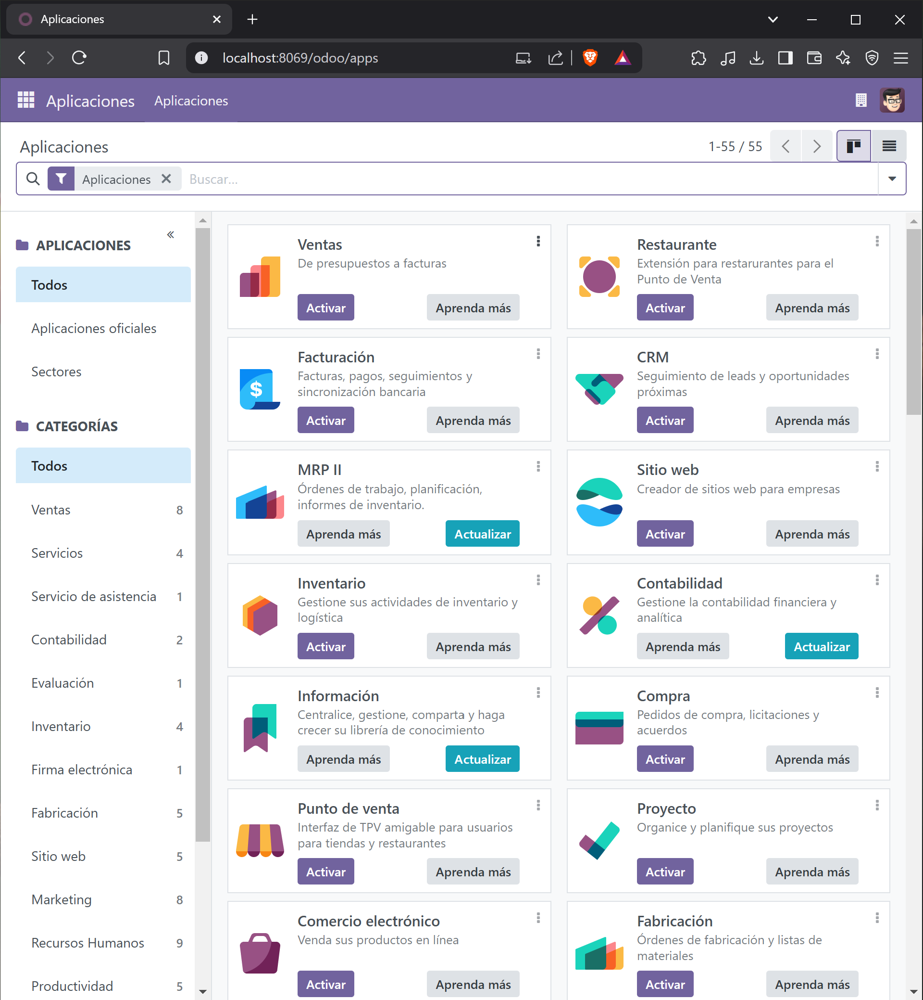 Aplicaciones
localhost:8069/odoo/apps
Aplicaciones Aplicaciones
Aplicaciones
1-55 / 55
Aplicaciones Buscar...
APLICACIONES
Todos
Aplicaciones oficiales
Sectores
CATEGORÍAS
Todos
Ventas 8
Servicios 4
Servicio de asistencia 1
Contabilidad 2
Evaluación 1
Inventario 4
Firma electrónica 1
Fabricación 5
Sitio web 5
Marketing 8
Recursos Humanos 9
Productividad 5
Ventas
De presupuestos a facturas
Activar Aprenda más
Restaurante
Extensión para restarurantes para el
Punto de Venta
Activar Aprenda más
Facturación
Facturas, pagos, seguimientos y
sincronización bancaria
$
Activar Aprenda más
CRM
Seguimiento de leads y oportunidades
próximas
Activar Aprenda más
MRP II
Órdenes de trabajo, planificación,
informes de inventario.
Aprenda más Actualizar
Sitio web
Creador de sitios web para empresas
Activar Aprenda más
Inventario
Gestione sus actividades de inventario y
logística
Activar Aprenda más
Contabilidad
Gestione la contabilidad financiera y
analítica
Aprenda más Actualizar
Información
Centralice, gestione, comparta y haga
crecer su librería de conocimiento
Aprenda más Actualizar
Compra
Pedidos de compra, licitaciones y
acuerdos
Activar Aprenda más
Punto de venta
Interfaz de TPV amigable para usuarios
para tiendas y restaurantes
Activar Aprenda más
Proyecto
Organice y planifique sus proyectos
Activar Aprenda más
Comercio electrónico
Venda sus productos en línea
Activar Aprenda más
Fabricación
Órdenes de fabricación y listas de
materiales
Activar Aprenda más